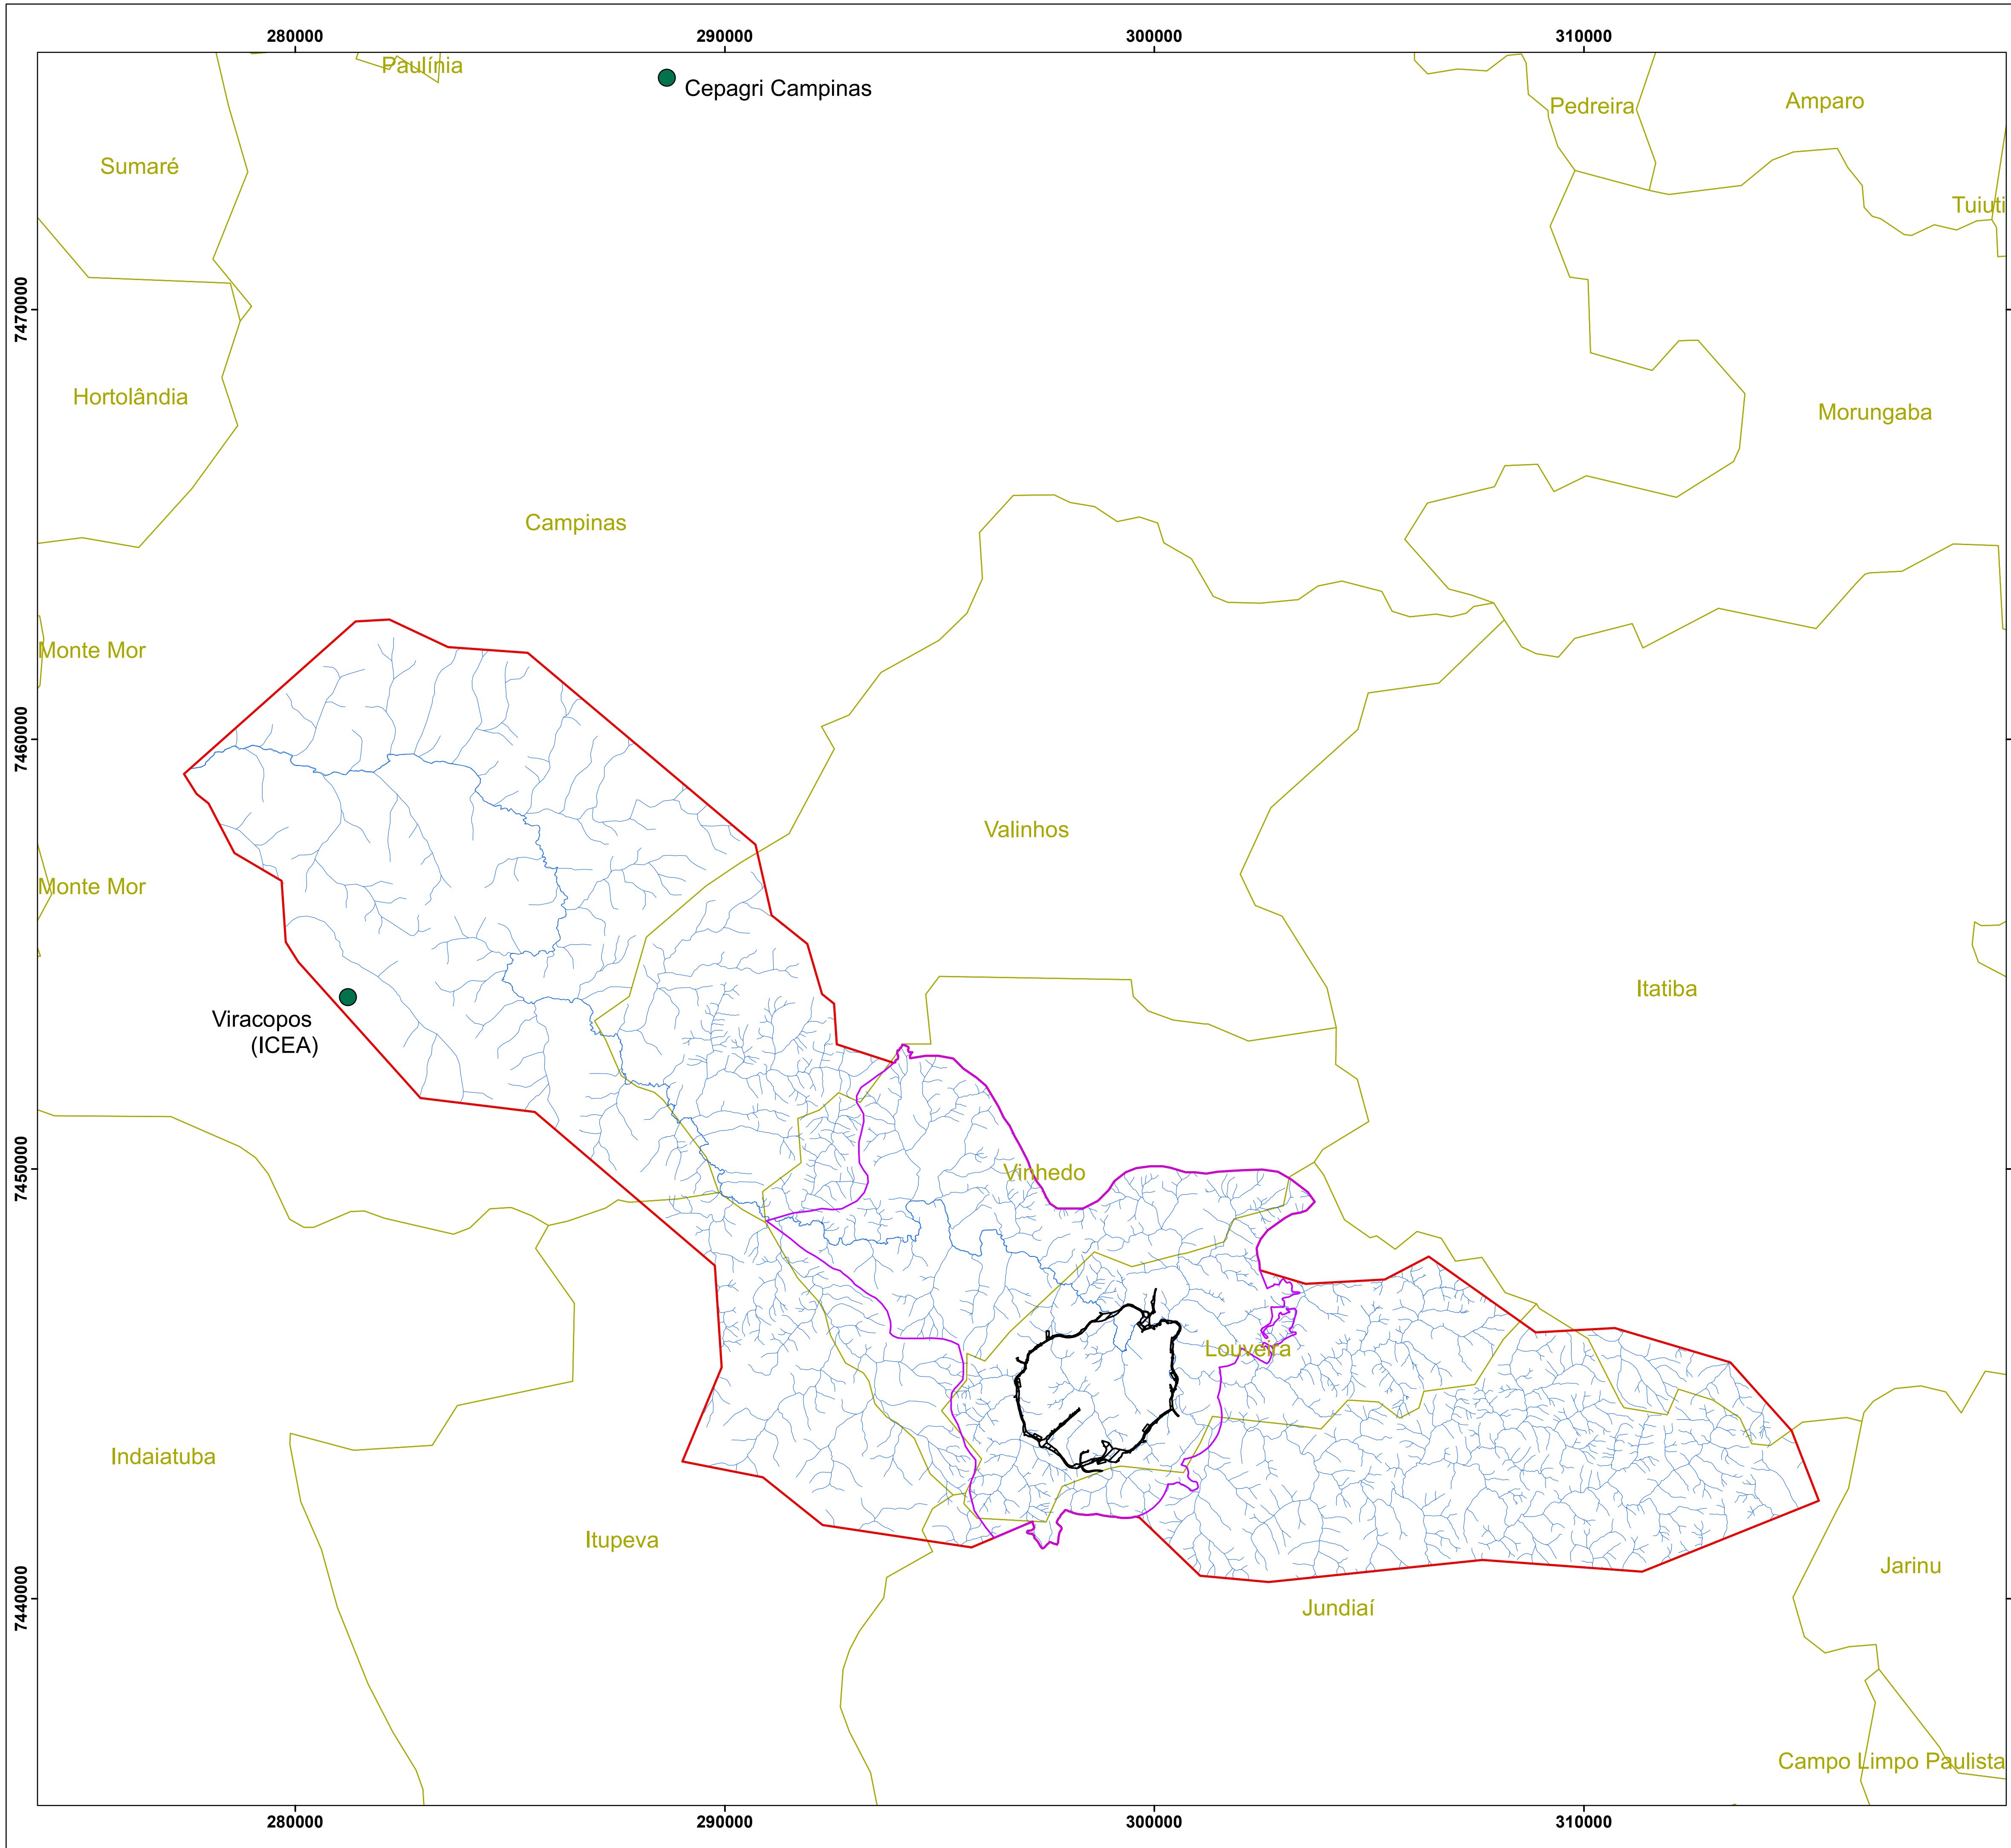 280000 290000 300000 310000
Paulínia
Cepagri Campinas
Pedreira
Amparo
Sumaré
Tuiuti
7470000
Hortolândia
Morungaba
Campinas
Monte Mor
7460000
Valinhos
Monte Mor
Itatiba
Viracopos
(ICEA)
7450000
Vinhedo
Louveira
Indaiatuba
Itupeva
Jarinu
7440000
Jundiaí
Campo Limpo Paulista
280000 290000 300000 310000